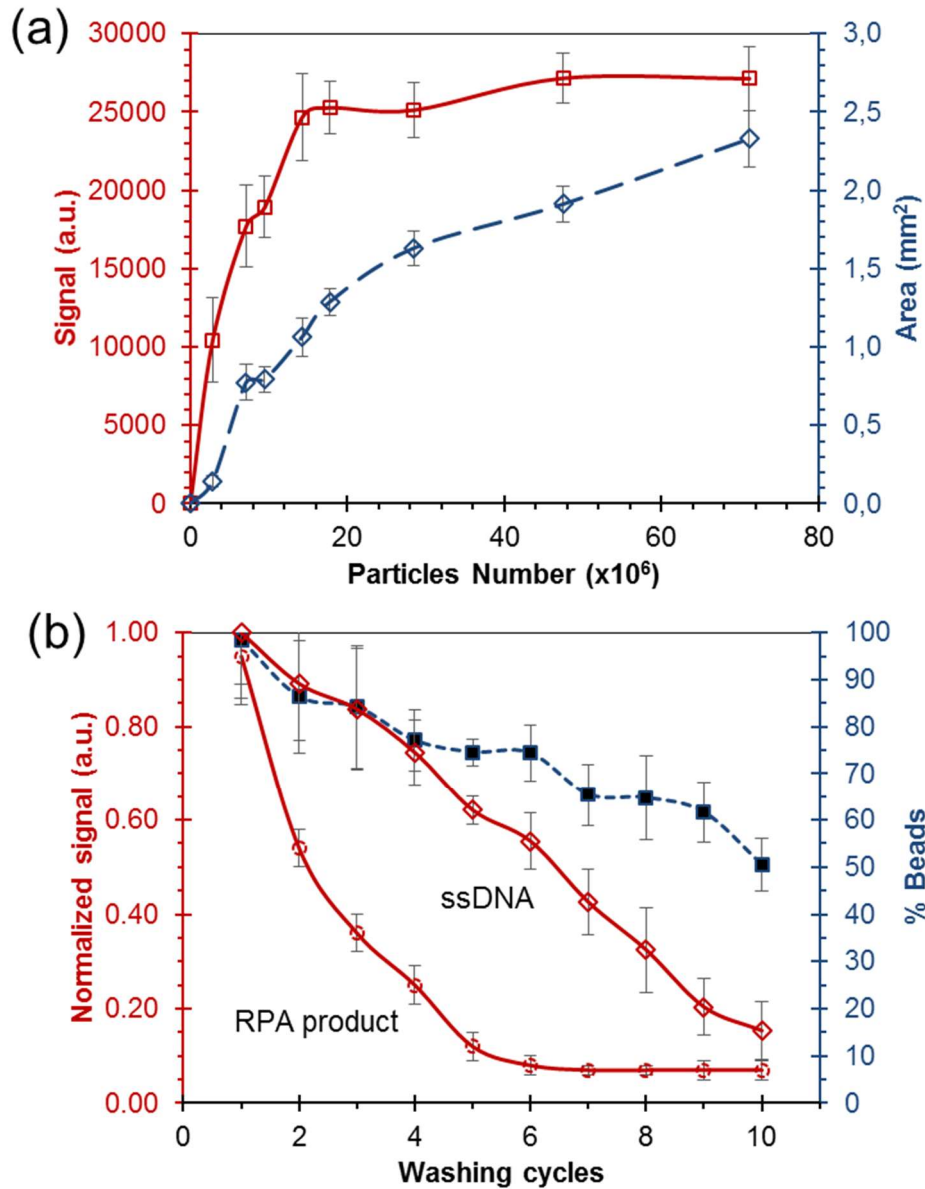 (a)
30000
25000
20000
15000
10000
5000
0
Signal (a.u.)
3,0
2,5
2,0
1,5
1,0
0,5
0,0
Area (mm²)
0 20 40 60 80
Particles Number (x10⁶)
(b)
1.00
0.80
0.60
0.40
0.20
0.00
Normalized signal (a.u.)
ssDNA
RPA product
100
90
80
70
60
50
40
30
20
10
0
% Beads
0 2 4 6 8 10
Washing cycles